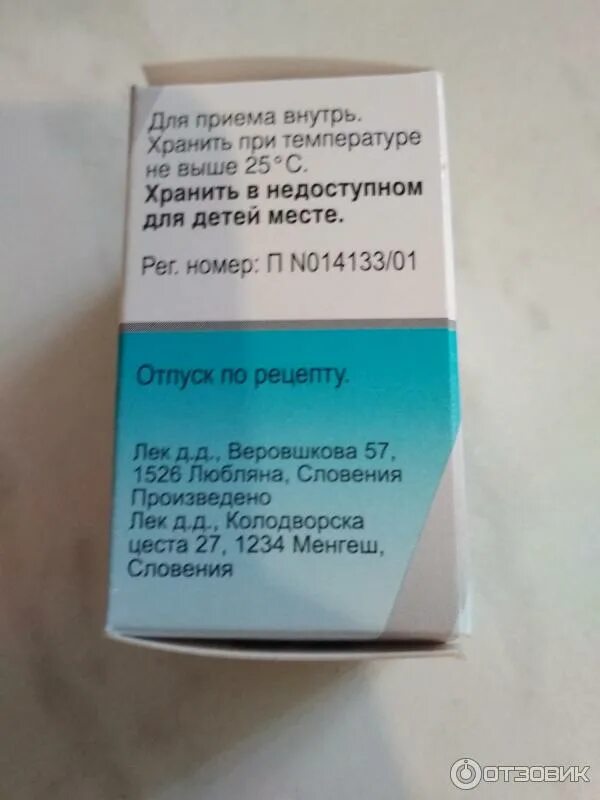 Для приема внутрь.
Хранить при температуре
не выше 25°С.
Хранить в недоступном
для детей месте.
Рег. номер: П N014133/01
Отпуск по рецепту.
Лек д.д., Веровшкова 57,
1526 Любляна, Словения
Произведено
Лек д.д., Колодворска
цеста 27, 1234 Менгеш,
Словения
ОТЗОВИК